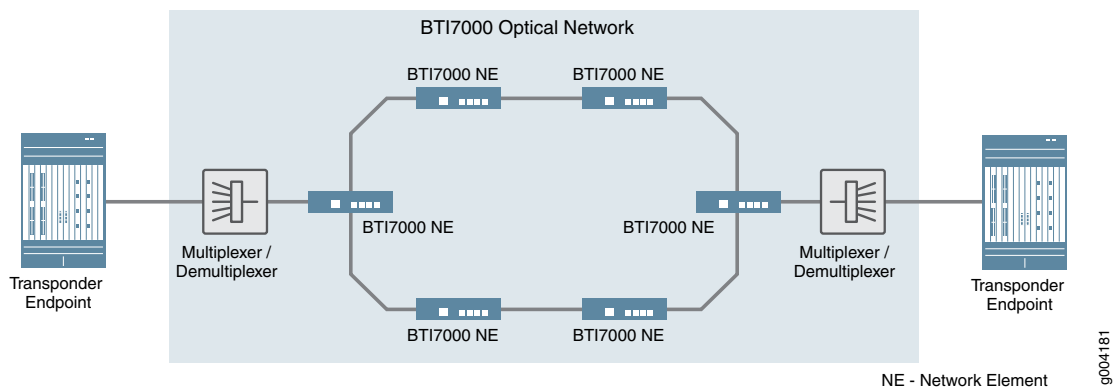 BTI7000 Optical Network
BTI7000 NE
BTI7000 NE
BTI7000 NE
BTI7000 NE
Multiplexer /
Demultiplexer
Multiplexer /
Demultiplexer
Transponder
Endpoint
Transponder
Endpoint
BTI7000 NE
BTI7000 NE
NE - Network Element
g004181